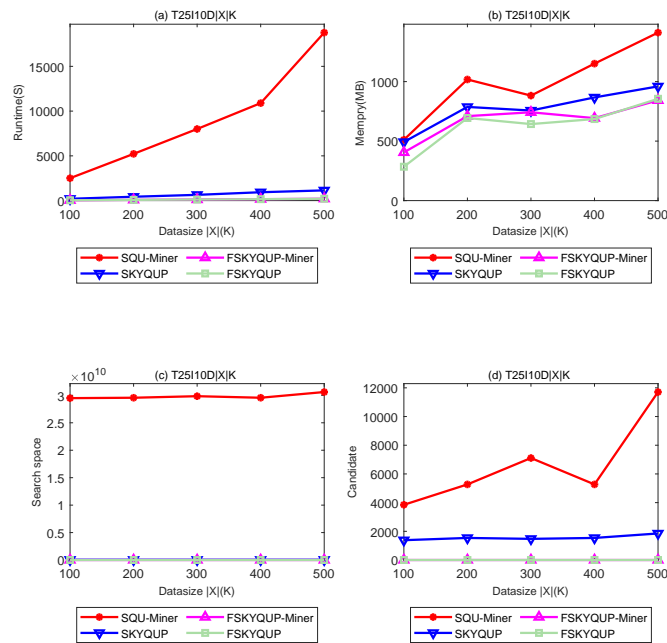 (a) T25I10D|X|K
Runtime(S)
15000
10000
5000
0
100 200 300 400 500
Datasize |X|(K)
SQU-Miner FSKYQUP-Miner
SKYQUP FSKYQUP
(b) T25I10D|X|K
Mempry(MB)
1000
500
0
100 200 300 400 500
Datasize |X|(K)
SQU-Miner FSKYQUP-Miner
SKYQUP FSKYQUP
(c) T25I10D|X|K
×10^10
Search space
3
2.5
2
1.5
1
0.5
0
100 200 300 400 500
Datasize |X|(K)
SQU-Miner FSKYQUP-Miner
SKYQUP FSKYQUP
(d) T25I10D|X|K
Candidate
12000
10000
8000
6000
4000
2000
0
100 200 300 400 500
Datasize |X|(K)
SQU-Miner FSKYQUP-Miner
SKYQUP FSKYQUP